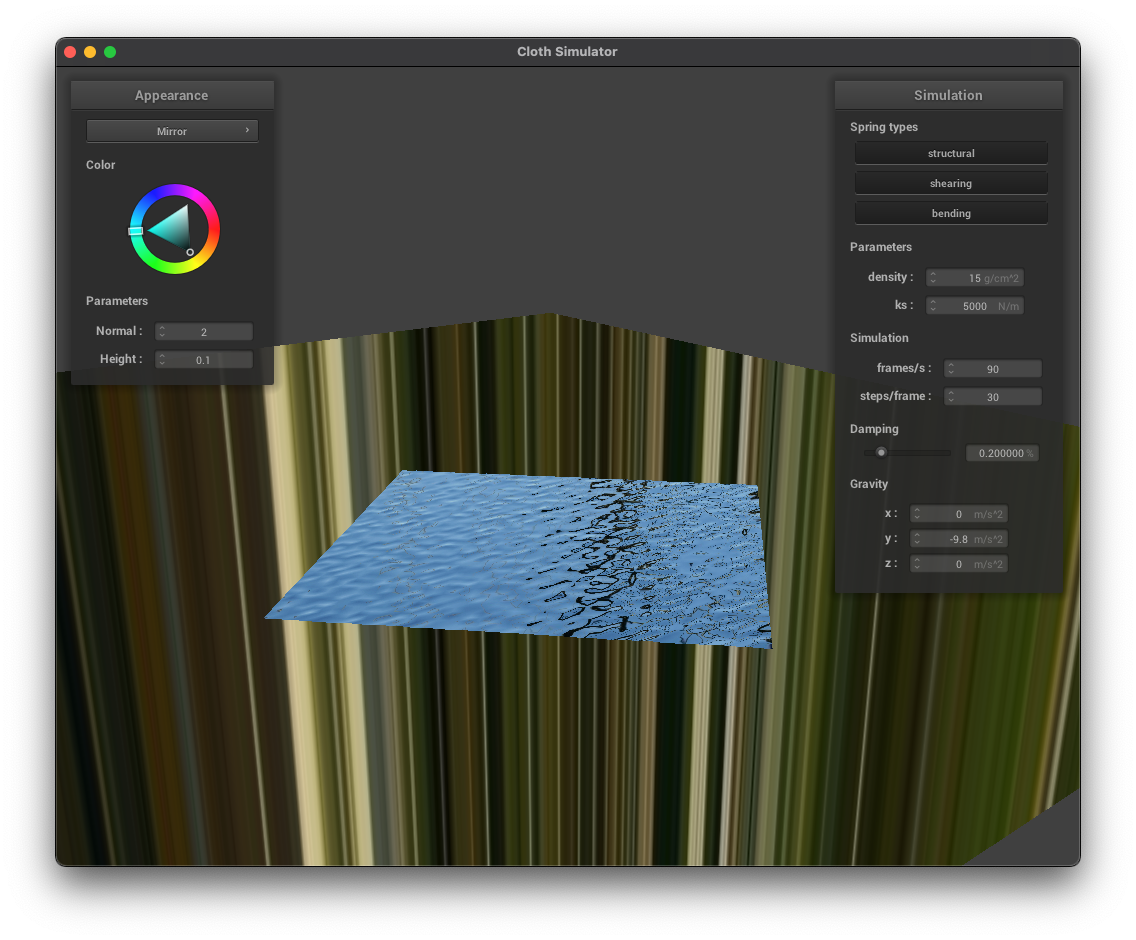 Cloth Simulator
Appearance
Mirror
Color
Parameters
Normal : 2
Height : 0.1
Simulation
Spring types
structural
shearing
bending
Parameters
density : 15 g/cm^2
ks : 5000 N/m
Simulation
frames/s : 90
steps/frame : 30
Damping
0.200000 %
Gravity
x : 0 m/s^2
y : -9.8 m/s^2
z : 0 m/s^2